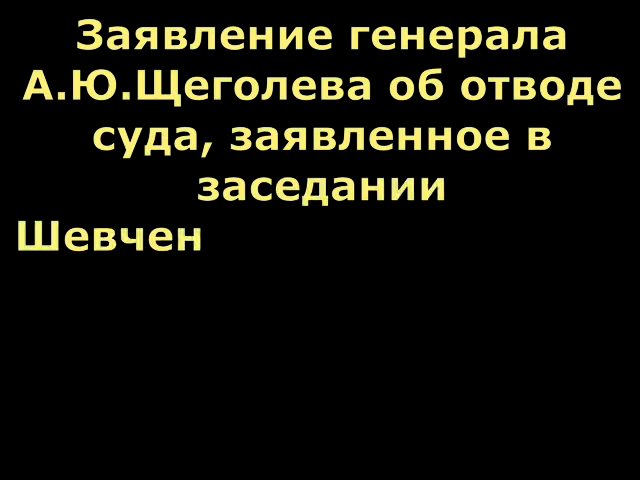 Заявление генерала
А.Ю.Щеголева об отводе
суда, заявленное в
заседании
Шевчен